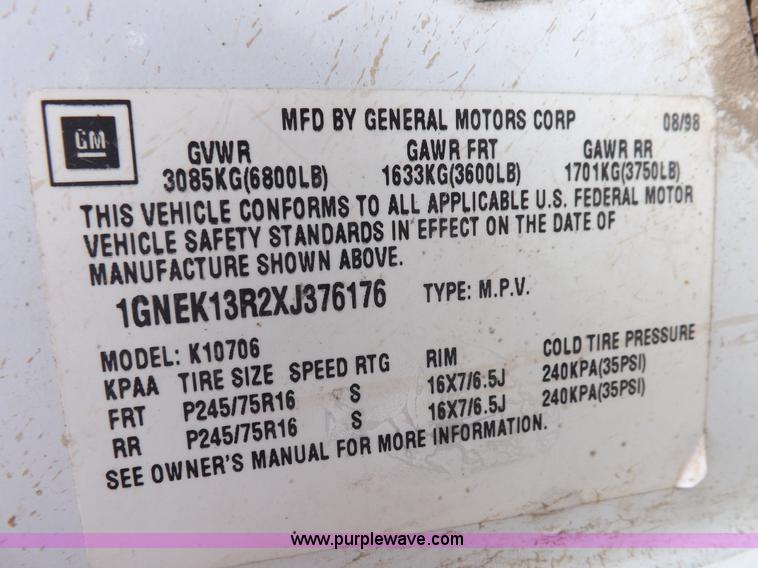 GM
MFD BY GENERAL MOTORS CORP 08/98
GVWR GAWR FRT GAWR RR
3085KG(6800LB) 1633KG(3600LB) 1701KG(3750LB)
THIS VEHICLE CONFORMS TO ALL APPLICABLE U.S. FEDERAL MOTOR
VEHICLE SAFETY STANDARDS IN EFFECT ON THE DATE OF
MANUFACTURE SHOWN ABOVE.
1GNEK13R2XJ376176 TYPE: M.P.V.
MODEL: K10706
KPAA TIRE SIZE SPEED RTG RIM COLD TIRE PRESSURE
FRT P245/75R16 S 16X7/6.5J 240KPA(35PSI)
RR P245/75R16 S 16X7/6.5J 240KPA(35PSI)
SEE OWNER'S MANUAL FOR MORE INFORMATION.
www.purplewave.com